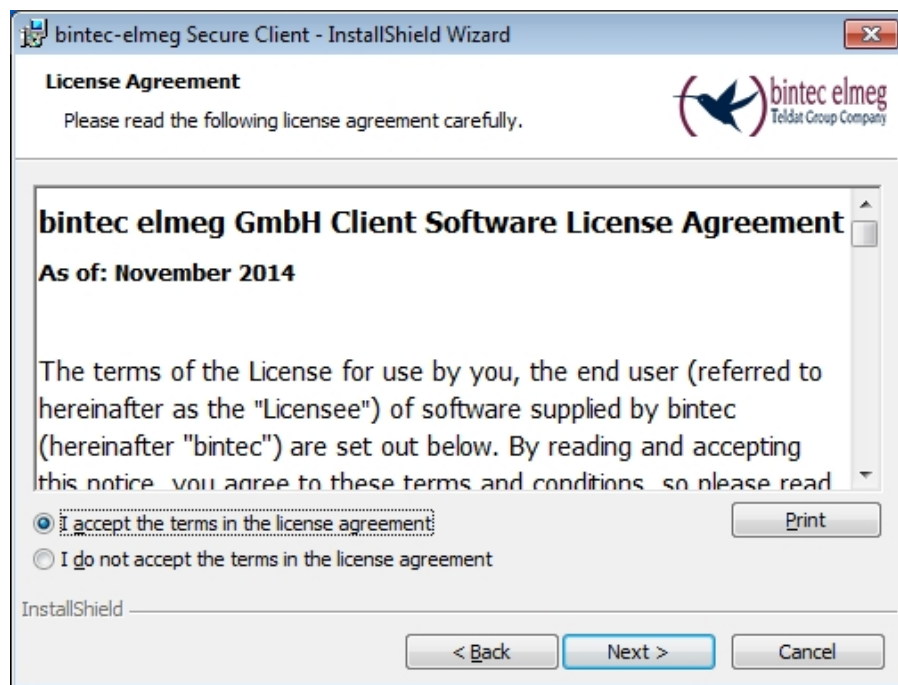 bintec-elmeg Secure Client - InstallShield Wizard
License Agreement
Please read the following license agreement carefully.
bintec elmeg
Teldat Group Company
bintec elmeg GmbH Client Software License Agreement
As of: November 2014
The terms of the License for use by you, the end user (referred to
hereinafter as the "Licensee") of software supplied by bintec
(hereinafter "bintec") are set out below. By reading and accepting
this notice, you agree to these terms and conditions, so please read
I accept the terms in the license agreement
Print
I do not accept the terms in the license agreement
InstallShield
< Back
Next >
Cancel